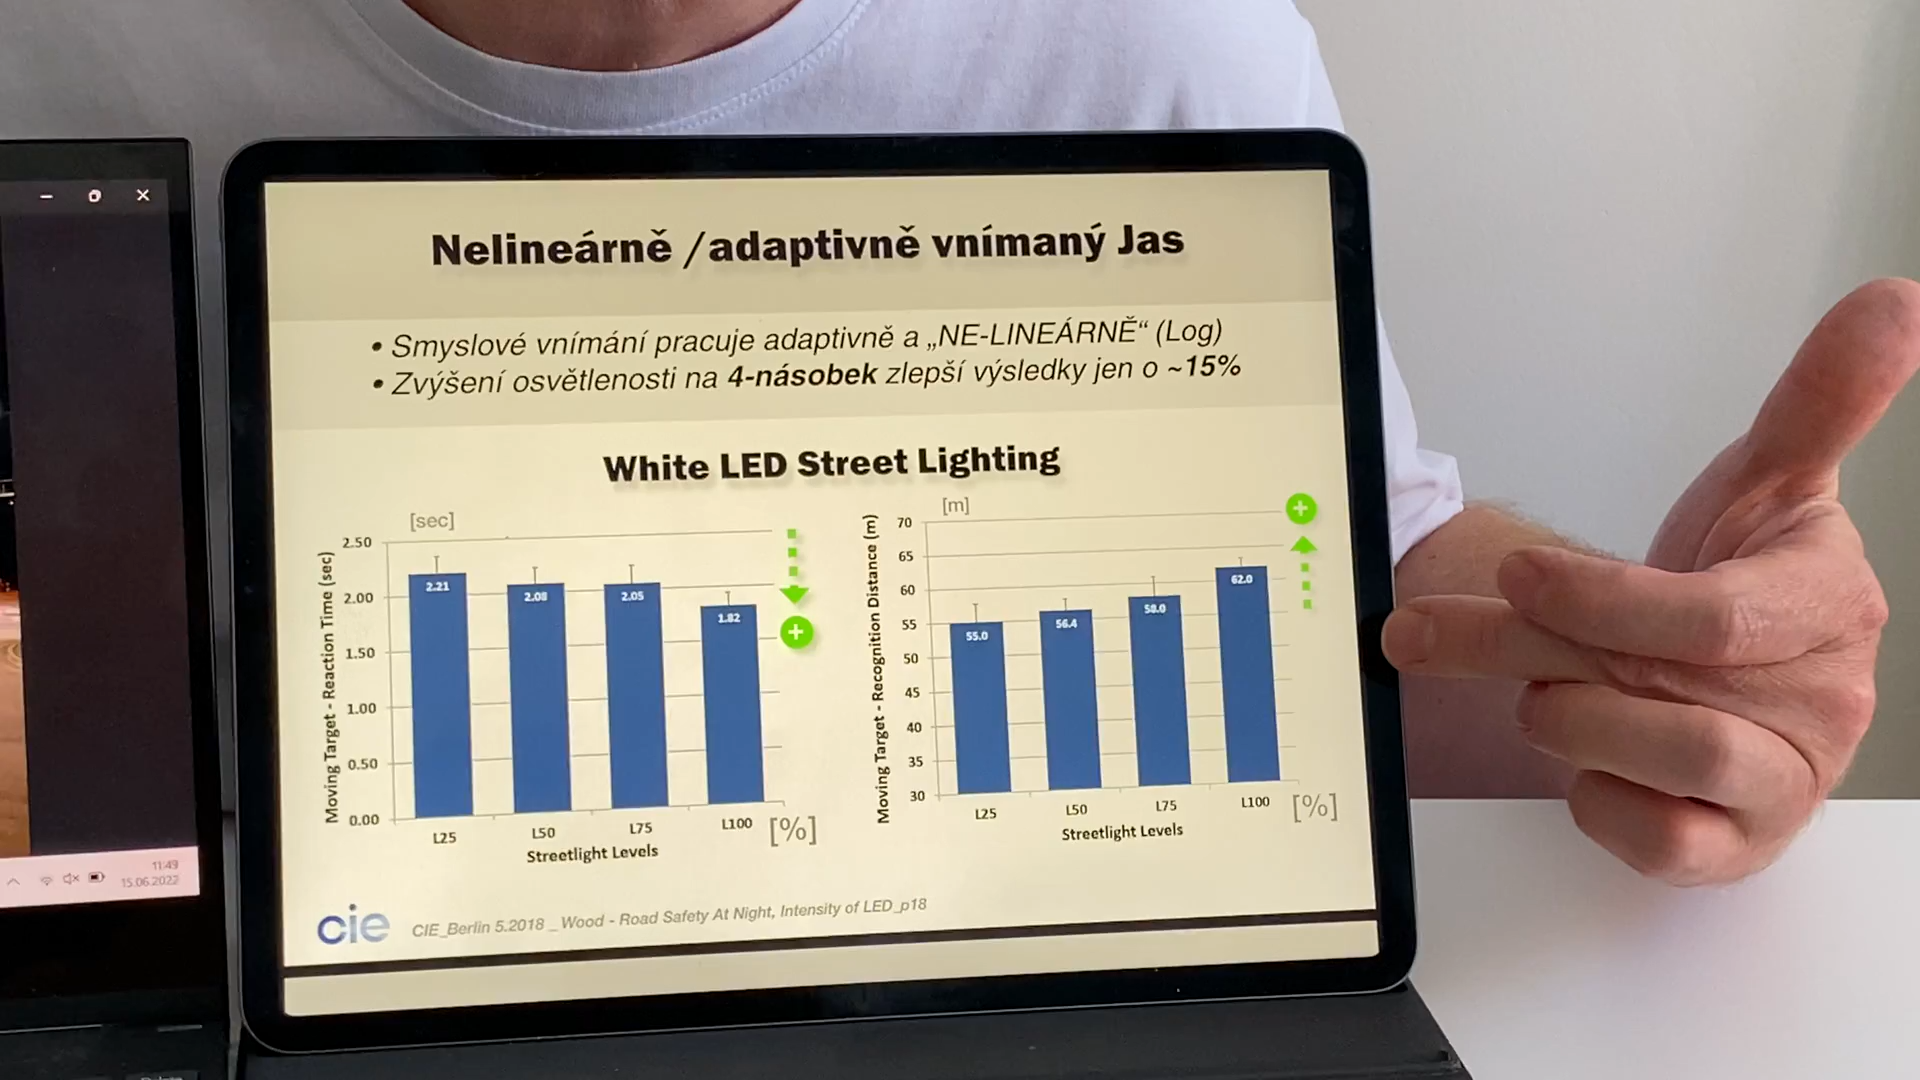 Nelineárně /adaptivně vnímaný Jas
• Smyslové vnímání pracuje adaptivně a „NE-LINEÁRNĚ“ (Log)
• Zvýšení osvětlenosti na 4-násobek zlepší výsledky jen o ~15%
White LED Street Lighting
[sec]
Moving Target - Reaction Time (sec)
2.50
2.00
1.50
1.00
0.50
0.00
2.21
2.08
2.05
1.82
L25
L50
L75
L100
[%]
Streetlight Levels
[m]
Moving Target - Recognition Distance (m)
70
65
60
55
50
45
40
35
30
55.0
56.4
58.0
62.0
L25
L50
L75
L100
[%]
Streetlight Levels
cie
CIE_Berlin 5.2018 _ Wood - Road Safety At Night, Intensity of LED_p18
11:49
15.06.2022